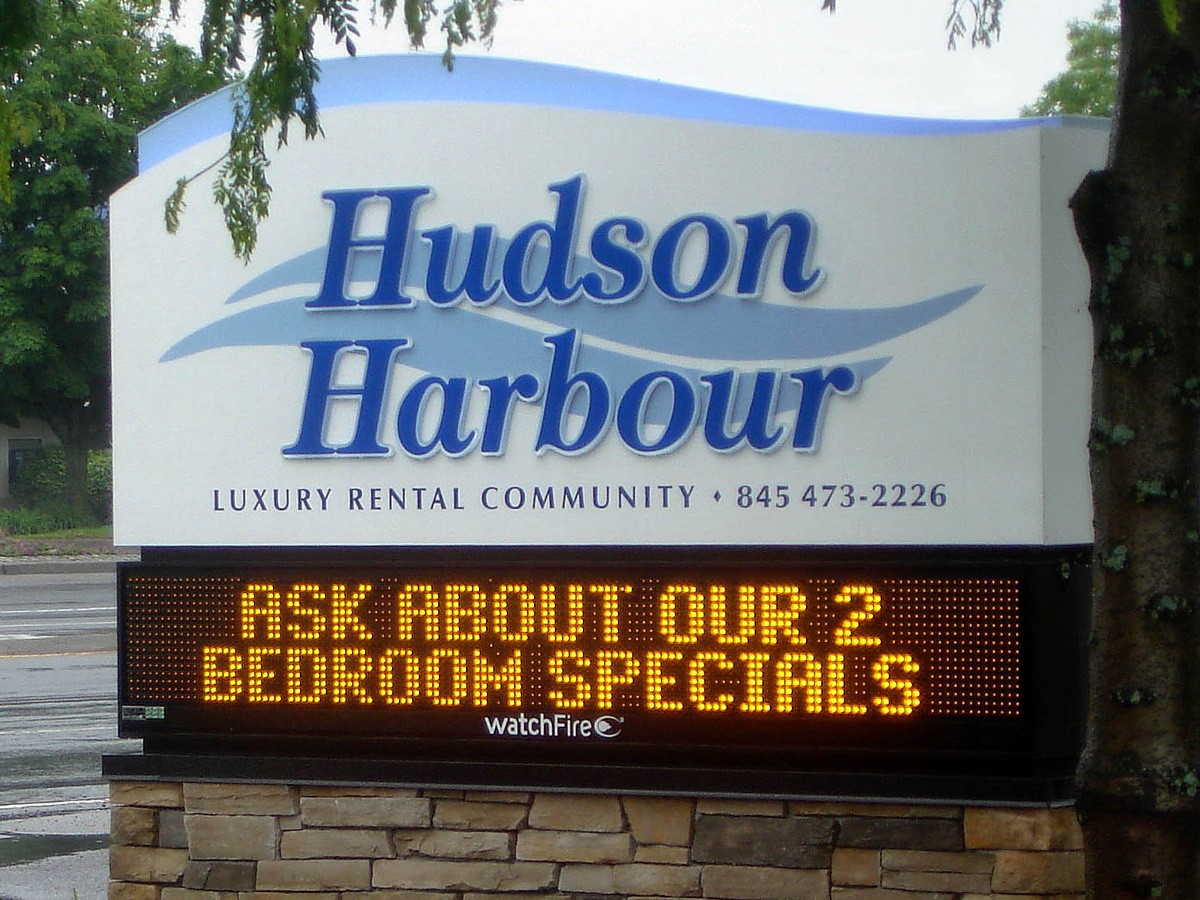 Hudson
Harbour
LUXURY RENTAL COMMUNITY ♦ 845 473-2226
ASK ABOUT OUR 2
BEDROOM SPECIALS
watchFire